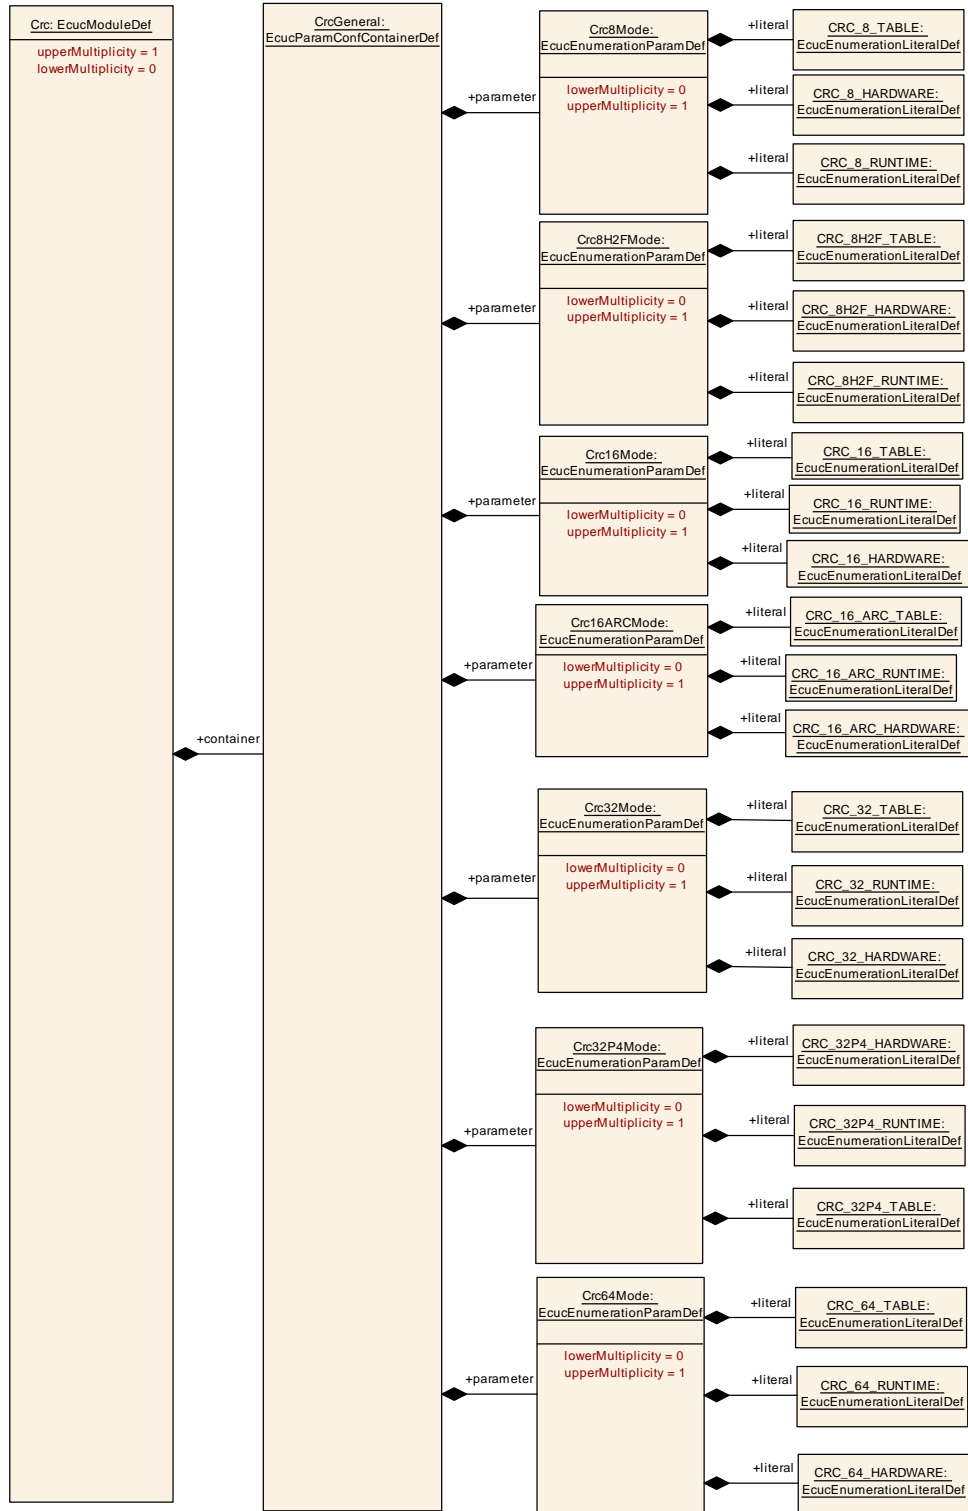 Crc: EcucModuleDef
upperMultiplicity = 1
lowerMultiplicity = 0
+container
CrcGeneral:
EcucParamConfContainerDef
+parameter
Crc8Mode:
EcucEnumerationParamDef
lowerMultiplicity = 0
upperMultiplicity = 1
+literal
CRC_8_TABLE:
EcucEnumerationLiteralDef
+literal
CRC_8_HARDWARE:
EcucEnumerationLiteralDef
+literal
CRC_8_RUNTIME:
EcucEnumerationLiteralDef
+parameter
Crc8H2FMode:
EcucEnumerationParamDef
lowerMultiplicity = 0
upperMultiplicity = 1
+literal
CRC_8H2F_TABLE:
EcucEnumerationLiteralDef
+literal
CRC_8H2F_HARDWARE:
EcucEnumerationLiteralDef
+literal
CRC_8H2F_RUNTIME:
EcucEnumerationLiteralDef
+parameter
Crc16Mode:
EcucEnumerationParamDef
lowerMultiplicity = 0
upperMultiplicity = 1
+literal
CRC_16_TABLE:
EcucEnumerationLiteralDef
+literal
CRC_16_RUNTIME:
EcucEnumerationLiteralDef
+literal
CRC_16_HARDWARE:
EcucEnumerationLiteralDef
+parameter
Crc16ARCMode:
EcucEnumerationParamDef
lowerMultiplicity = 0
upperMultiplicity = 1
+literal
CRC_16_ARC_TABLE:
EcucEnumerationLiteralDef
+literal
CRC_16_ARC_RUNTIME:
EcucEnumerationLiteralDef
+literal
CRC_16_ARC_HARDWARE:
EcucEnumerationLiteralDef
+parameter
Crc32Mode:
EcucEnumerationParamDef
lowerMultiplicity = 0
upperMultiplicity = 1
+literal
CRC_32_TABLE:
EcucEnumerationLiteralDef
+literal
CRC_32_RUNTIME:
EcucEnumerationLiteralDef
+literal
CRC_32_HARDWARE:
EcucEnumerationLiteralDef
+parameter
Crc32P4Mode:
EcucEnumerationParamDef
lowerMultiplicity = 0
upperMultiplicity = 1
+literal
CRC_32P4_HARDWARE:
EcucEnumerationLiteralDef
+literal
CRC_32P4_RUNTIME:
EcucEnumerationLiteralDef
+literal
CRC_32P4_TABLE:
EcucEnumerationLiteralDef
+parameter
Crc64Mode:
EcucEnumerationParamDef
lowerMultiplicity = 0
upperMultiplicity = 1
+literal
CRC_64_TABLE:
EcucEnumerationLiteralDef
+literal
CRC_64_RUNTIME:
EcucEnumerationLiteralDef
+literal
CRC_64_HARDWARE:
EcucEnumerationLiteralDef